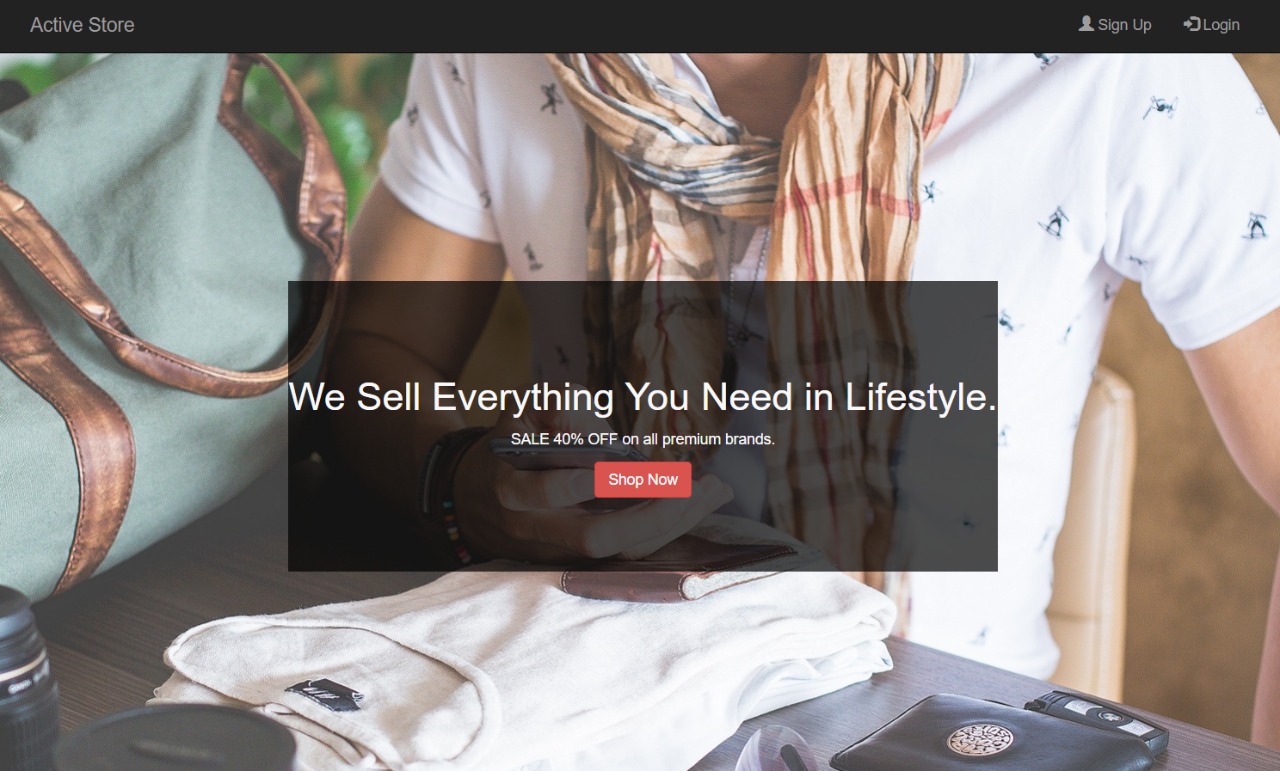 Active Store
Sign Up
Login
We Sell Everything You Need in Lifestyle.
SALE 40% OFF on all premium brands.
Shop Now